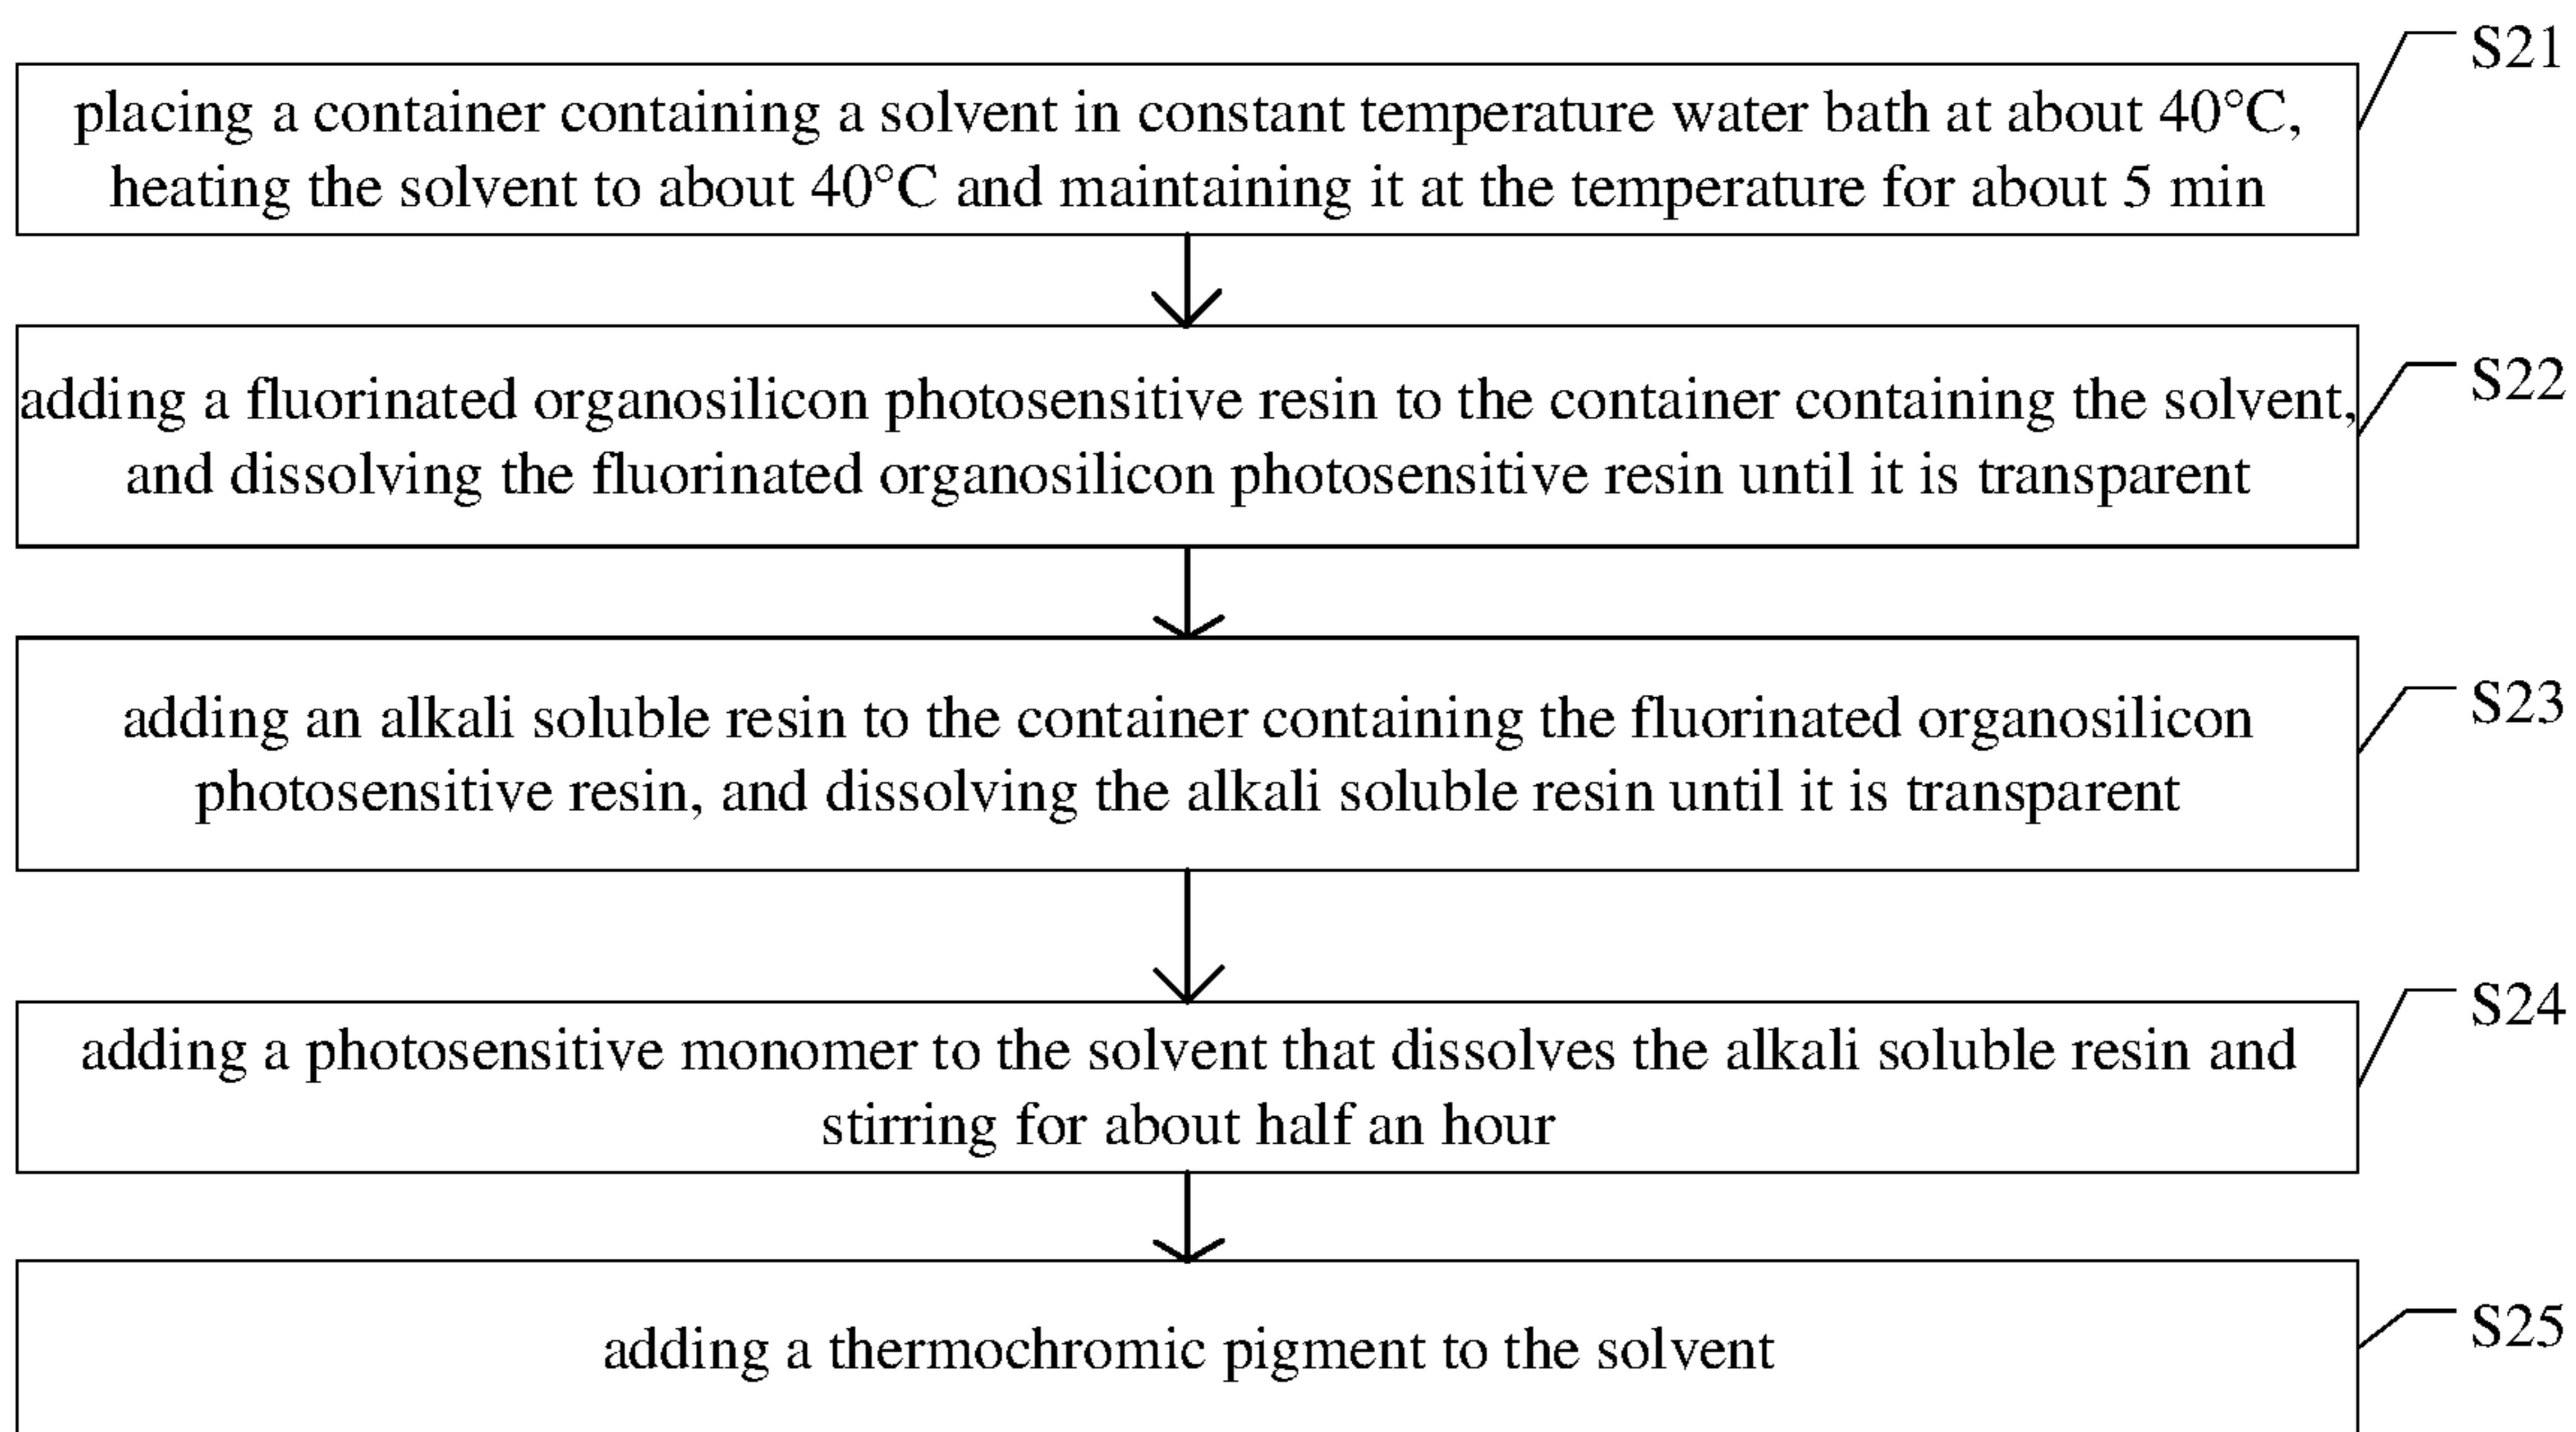 S21
placing a container containing a solvent in constant temperature water bath at about 40°C,
heating the solvent to about 40°C and maintaining it at the temperature for about 5 min
S22
adding a fluorinated organosilicon photosensitive resin to the container containing the solvent,
and dissolving the fluorinated organosilicon photosensitive resin until it is transparent
S23
adding an alkali soluble resin to the container containing the fluorinated organosilicon
photosensitive resin, and dissolving the alkali soluble resin until it is transparent
S24
adding a photosensitive monomer to the solvent that dissolves the alkali soluble resin and
stirring for about half an hour
S25
adding a thermochromic pigment to the solvent